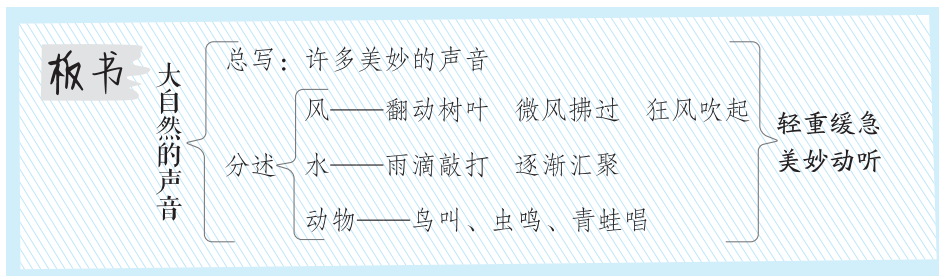 板书
大自然的声音
总写：许多美妙的声音
分述
风——翻动树叶 微风拂过 狂风吹起
水——雨滴敲打 逐渐汇聚
动物——鸟叫、虫鸣、青蛙唱
轻重缓急
美妙动听